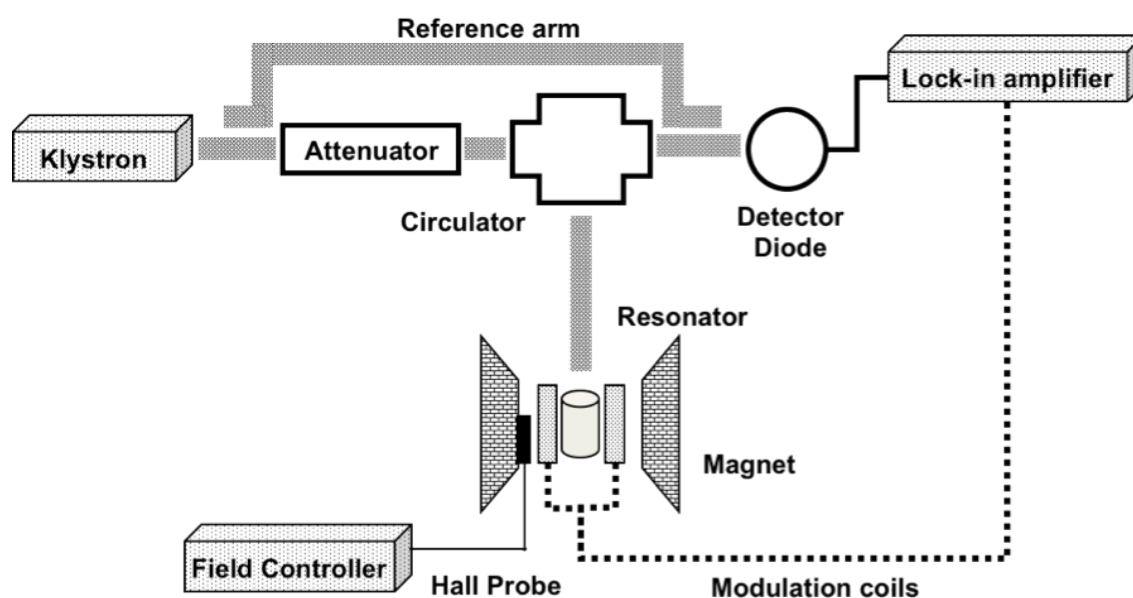 Reference arm
Lock-in amplifier
Klystron
Attenuator
Circulator
Detector
Diode
Resonator
Magnet
Field Controller
Hall Probe
Modulation coils